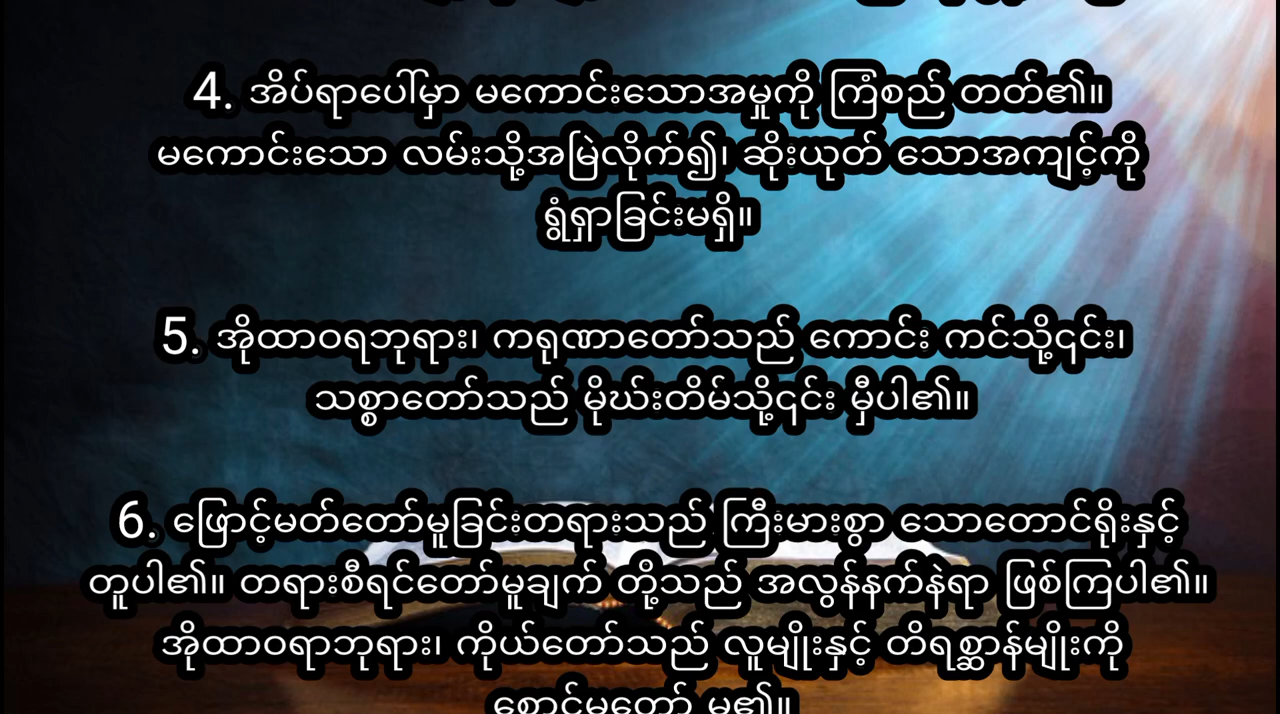 4. အိပ်ရာပေါ်မှာ မကောင်းသောအမှုကို ကြံစည် တတ်၏။
မကောင်းသော လမ်းသို့အမြဲလိုက်၍၊ ဆိုးယုတ် သောအကျင့်ကို
ရွံရှာခြင်းမရှိ။
5. အိုထာဝရဘုရား၊ ကရုဏာတော်သည် ကောင်း ကင်သို့၎င်း၊
သစ္စာတော်သည် မိုဃ်းတိမ်သို့၎င်း မှီပါ၏။
6. ဖြောင့်မတ်တော်မူခြင်းတရားသည် ကြီးမားစွာ သောတောင်ရိုးနှင့်
တူပါ၏။ တရားစီရင်တော်မူချက် တို့သည် အလွန်နက်နဲရာ ဖြစ်ကြပါ၏။
အိုထာဝရာဘုရား၊ ကိုယ်တော်သည် လူမျိုးနှင့် တိရစ္ဆာန်မျိုးကို
စောင့်မတော် မူ၏။